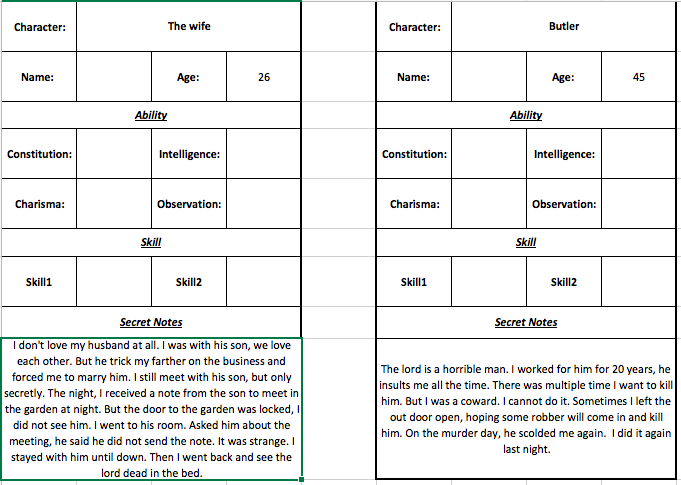 Character: The wife
Name: Age: 26
Ability
Constitution: Intelligence:
Charisma: Observation:
Skill
Skill1 Skill2
Secret Notes
I don't love my husband at all. I was with his son, we love
each other. But he trick my farther on the business and
forced me to marry him. I still meet with his son, but only
secretly. The night, I received a note from the son to meet in
the garden at night. But the door to the garden was locked, I
did not see him. I went to his room. Asked him about the
meeting, he said he did not send the note. It was strange. I
stayed with him until down. Then I went back and see the
lord dead in the bed.
Character: Butler
Name: Age: 45
Ability
Constitution: Intelligence:
Charisma: Observation:
Skill
Skill1 Skill2
Secret Notes
The lord is a horrible man. I worked for him for 20 years, he
insults me all the time. There was multiple time I want to kill
him. But I was a coward. I cannot do it. Sometimes I left the
out door open, hoping some robber will come in and kill
him. On the murder day, he scolded me again. I did it again
last night.